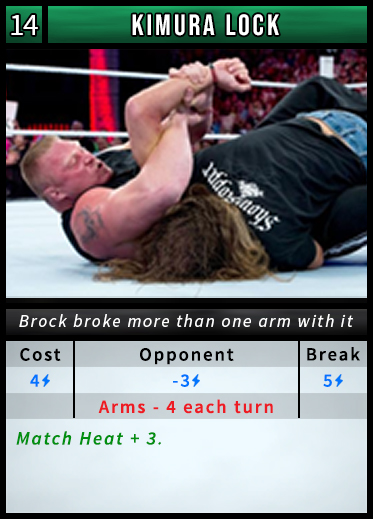 14 KIMURA LOCK
Showstopper
Brock broke more than one arm with it
Cost Opponent Break
4⚡ -3⚡ 5⚡
Arms - 4 each turn
Match Heat + 3.